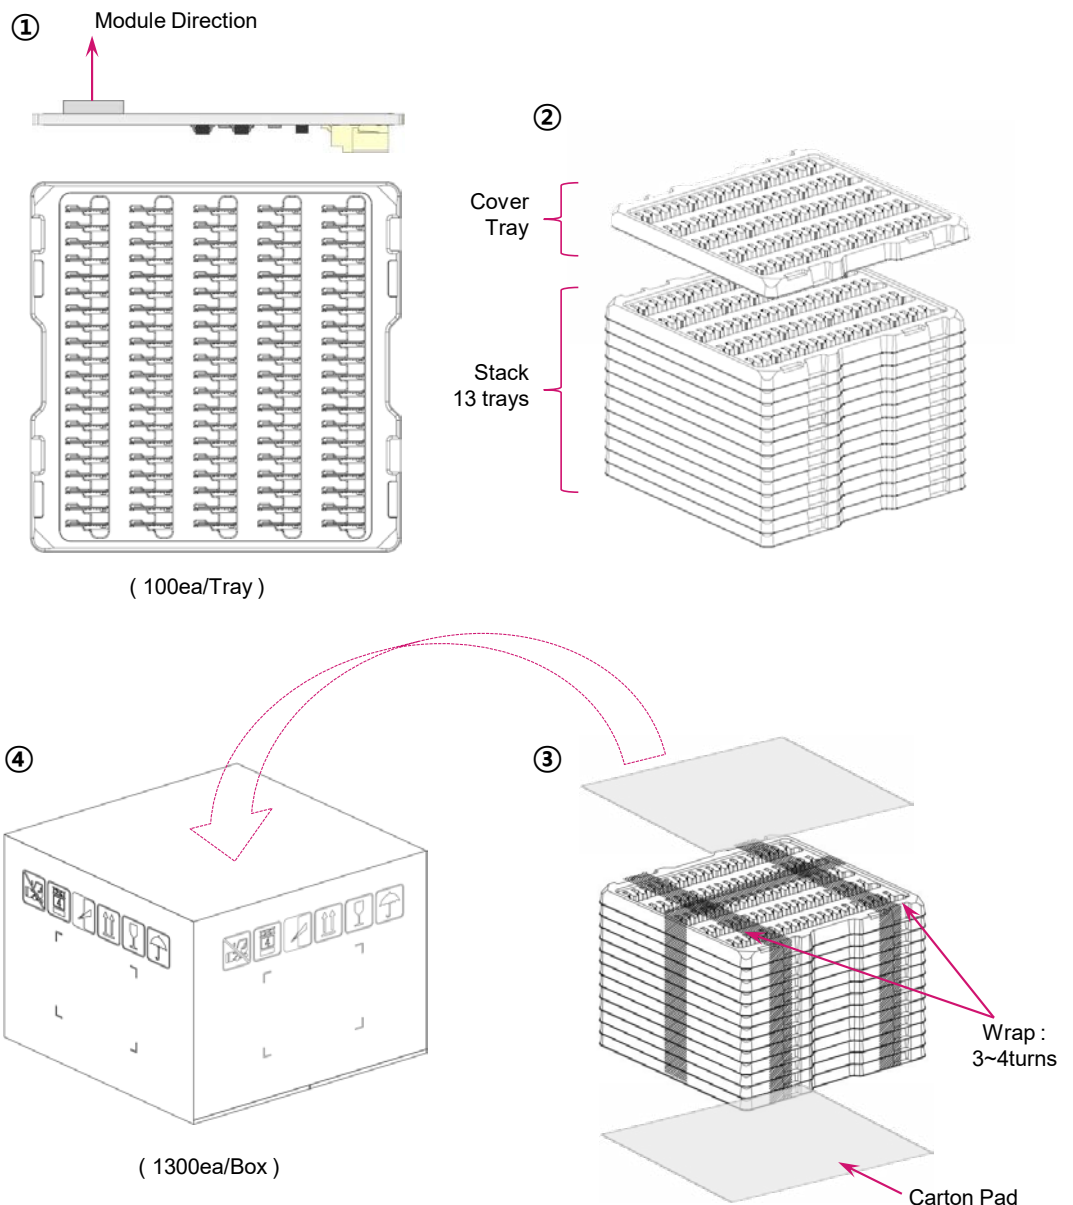 ①
Module Direction
②
Cover
Tray
Stack
13 trays
( 100ea/Tray )
③
④
Wrap :
3~4turns
( 1300ea/Box )
Carton Pad